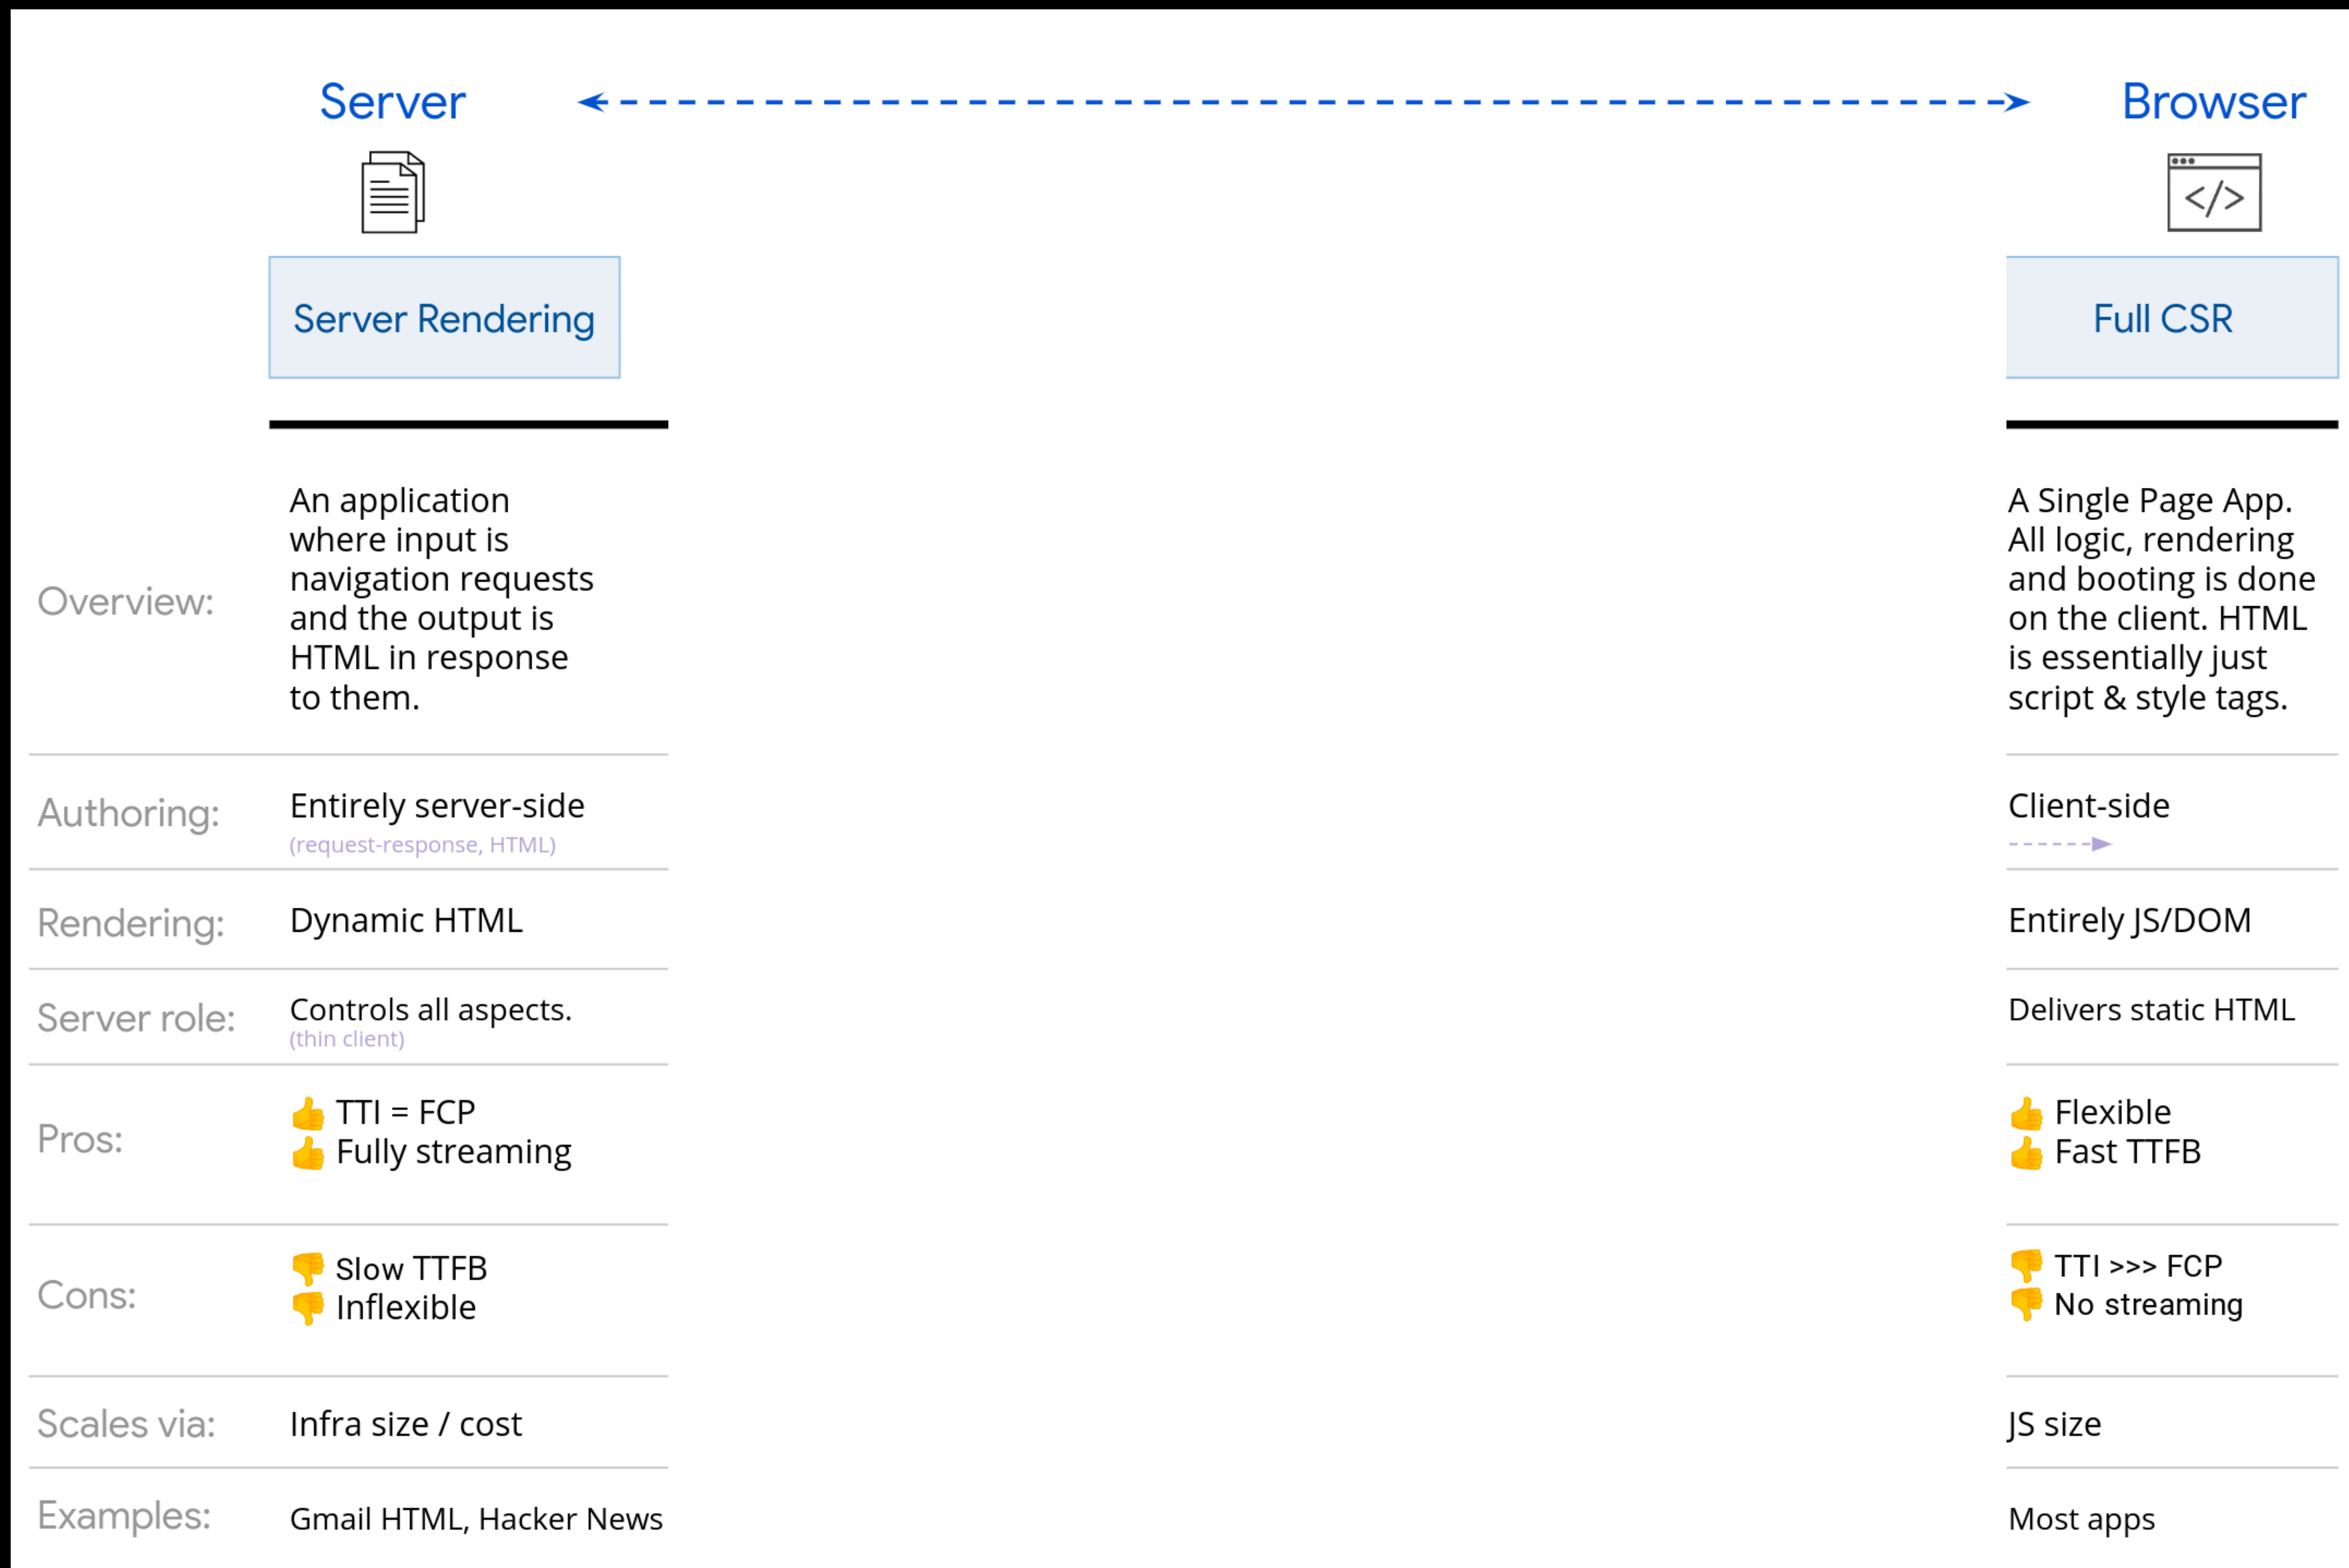 Server
Browser
</>
Server Rendering
Full CSR
Overview:
An application
where input is
navigation requests
and the output is
HTML in response
to them.
A Single Page App.
All logic, rendering
and booting is done
on the client. HTML
is essentially just
script & style tags.
Authoring:
Entirely server-side
(request-response, HTML)
Client-side
Rendering:
Dynamic HTML
Entirely JS/DOM
Server role:
Controls all aspects.
(thin client)
Delivers static HTML
Pros:
👍 TTI = FCP
👍 Fully streaming
👍 Flexible
👍 Fast TTFB
Cons:
👎 Slow TTFB
👎 Inflexible
👎 TTI >>> FCP
👎 No streaming
Scales via:
Infra size / cost
JS size
Examples:
Gmail HTML, Hacker News
Most apps